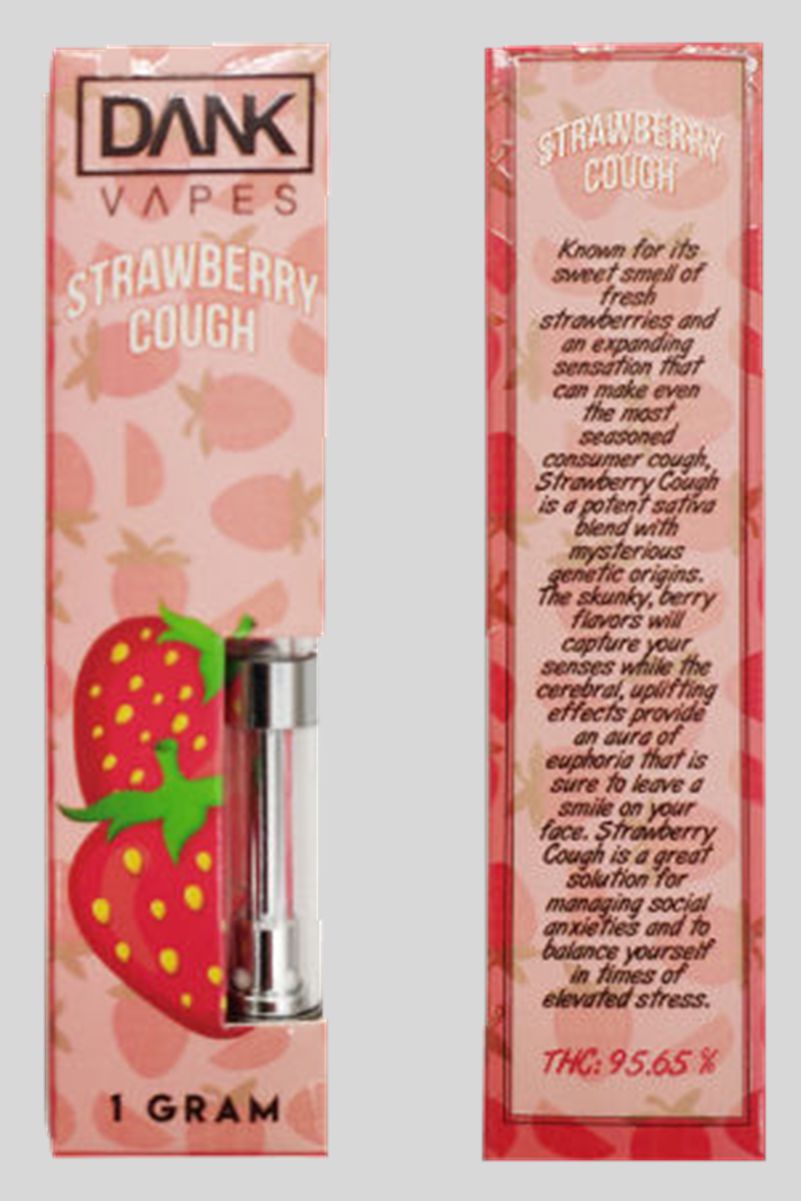 DANK
VAPES
STRAWBERRY
COUGH
1 GRAM
STRAWBERRY
COUGH
Known for its
sweet smell of
fresh
strawberries and
an expanding
sensation that
can make even
the most
seasoned
consumer cough,
Strawberry Cough
is a potent sativa
blend with
mysterious
genetic origins.
The skunky, berry
flavors will
capture your
senses while the
cerebral, uplifting
effects provide
an aura of
euphoria that is
sure to leave a
smile on your
face. Strawberry
Cough is a great
solution for
managing social
anxieties and to
balance yourself
in times of
elevated stress.
THC: 95.65 %